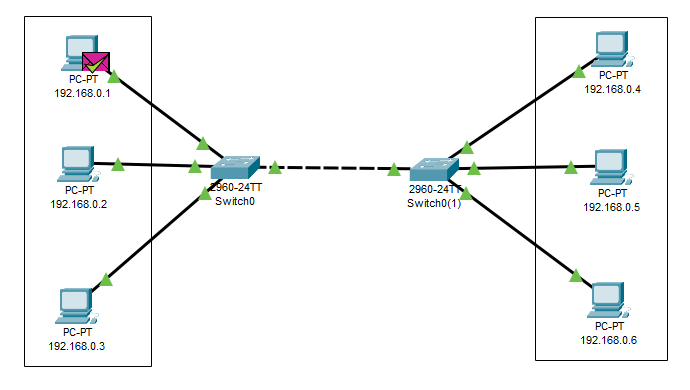 PC-PT
192.168.0.1
PC-PT
192.168.0.2
PC-PT
192.168.0.3
2960-24TT
Switch0
2960-24TT
Switch0(1)
PC-PT
192.168.0.4
PC-PT
192.168.0.5
PC-PT
192.168.0.6